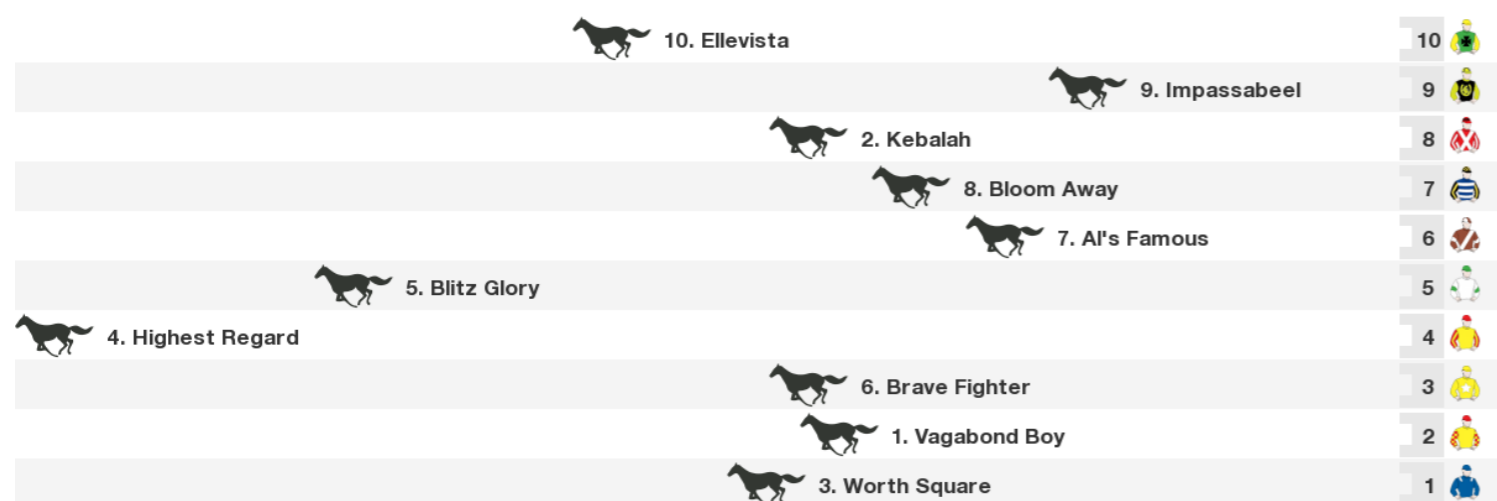 10. Ellevista 10
9. Impassabeel 9
2. Kebalah 8
8. Bloom Away 7
7. Al's Famous 6
5. Blitz Glory 5
4. Highest Regard 4
6. Brave Fighter 3
1. Vagabond Boy 2
3. Worth Square 1